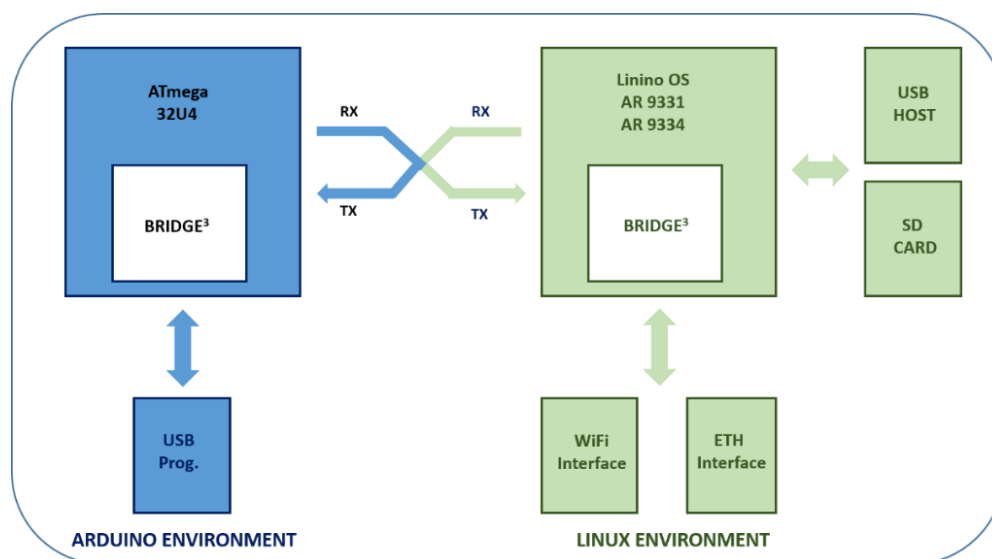 ATmega
32U4
BRIDGE³
RX
RX
TX
TX
Linino OS
AR 9331
AR 9334
BRIDGE³
USB
HOST
SD
CARD
USB
Prog.
WiFi
Interface
ETH
Interface
ARDUINO ENVIRONMENT
LINUX ENVIRONMENT